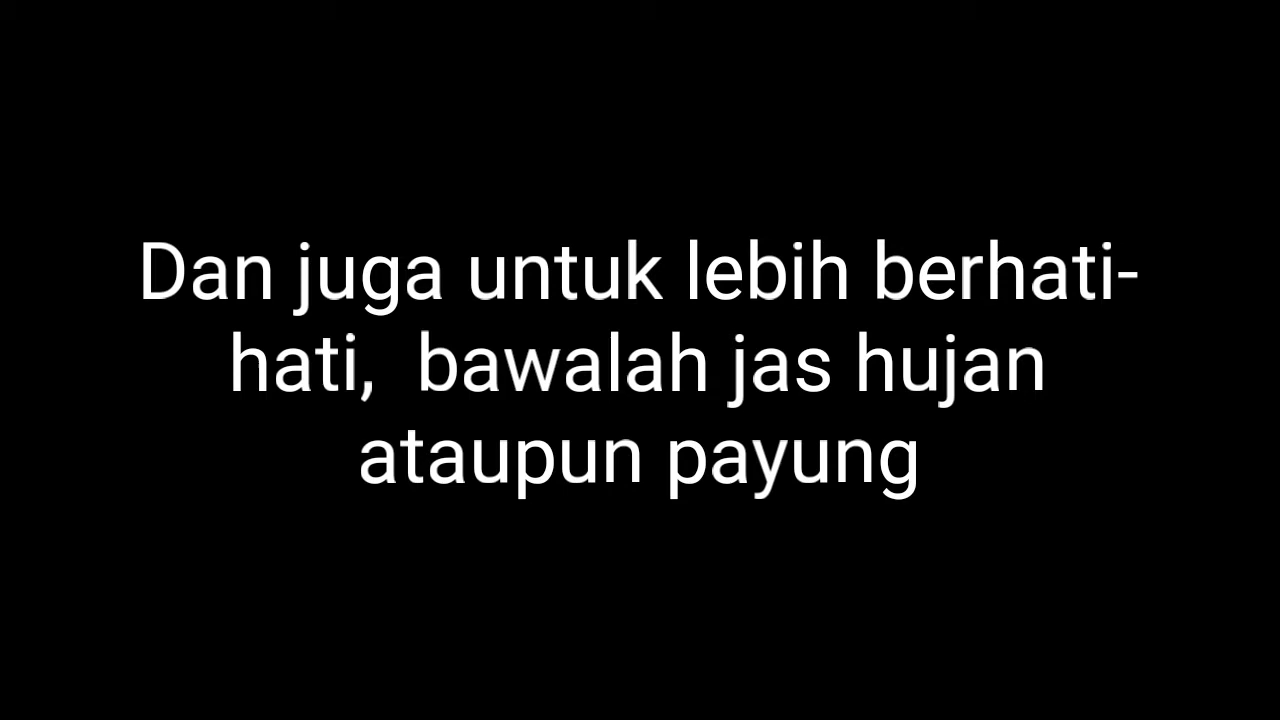 Dan juga untuk lebih berhati-
hati,  bawalah jas hujan
ataupun payung